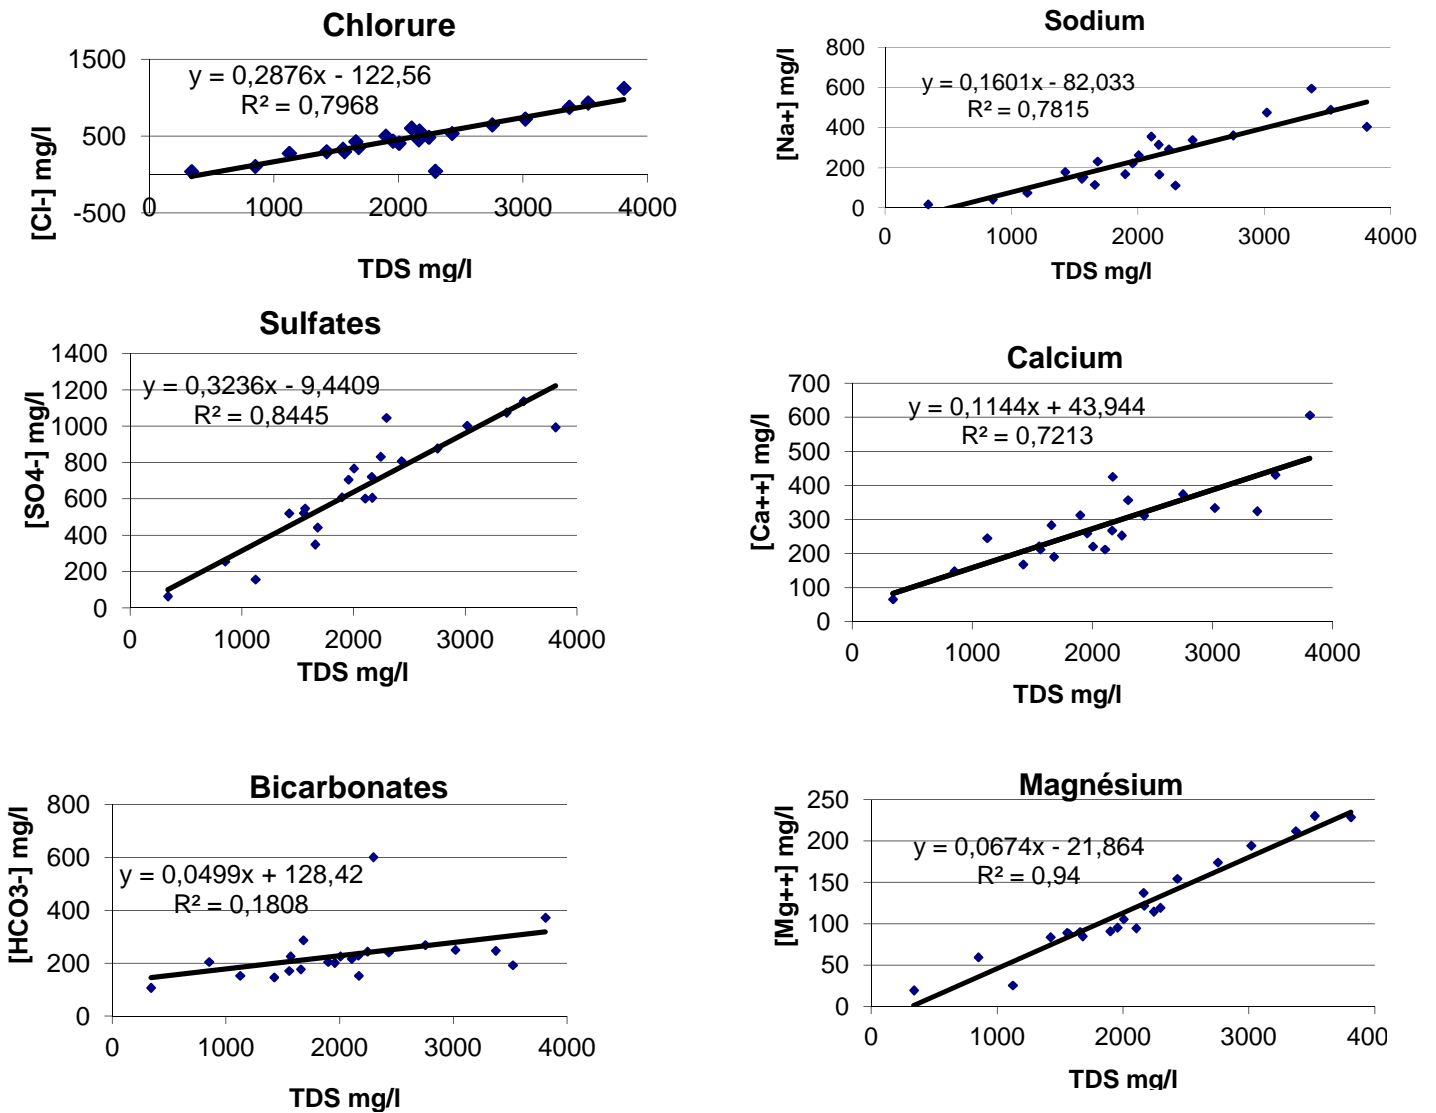 Chlorure
1500
500
-500
y = 0,2876x - 122,56
R² = 0,7968
[Cl-] mg/l
0 1000 2000 3000 4000
TDS mg/l
Sodium
800
600
400
200
0
y = 0,1601x - 82,033
R² = 0,7815
[Na+] mg/l
0 1000 2000 3000 4000
TDS mg/l
Sulfates
1400
1200
1000
800
600
400
200
0
y = 0,3236x - 9,4409
R² = 0,8445
[SO4-] mg/l
0 1000 2000 3000 4000
TDS mg/l
Calcium
700
600
500
400
300
200
100
0
y = 0,1144x + 43,944
R² = 0,7213
[Ca++] mg/l
0 1000 2000 3000 4000
TDS mg/l
Bicarbonates
800
600
400
200
0
y = 0,0499x + 128,42
R² = 0,1808
[HCO3-] mg/l
0 1000 2000 3000 4000
TDS mg/l
Magnésium
250
200
150
100
50
0
y = 0,0674x - 21,864
R² = 0,94
[Mg++] mg/l
0 1000 2000 3000 400
TDS mg/l